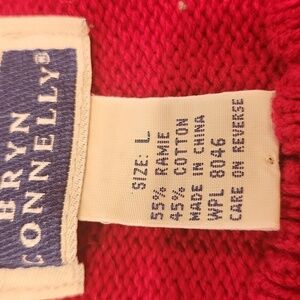 BRYN
CONNELLY®
SIZE: L
55% RAMIE
45% COTTON
MADE IN CHINA
WPL 8046
CARE ON REVERSE